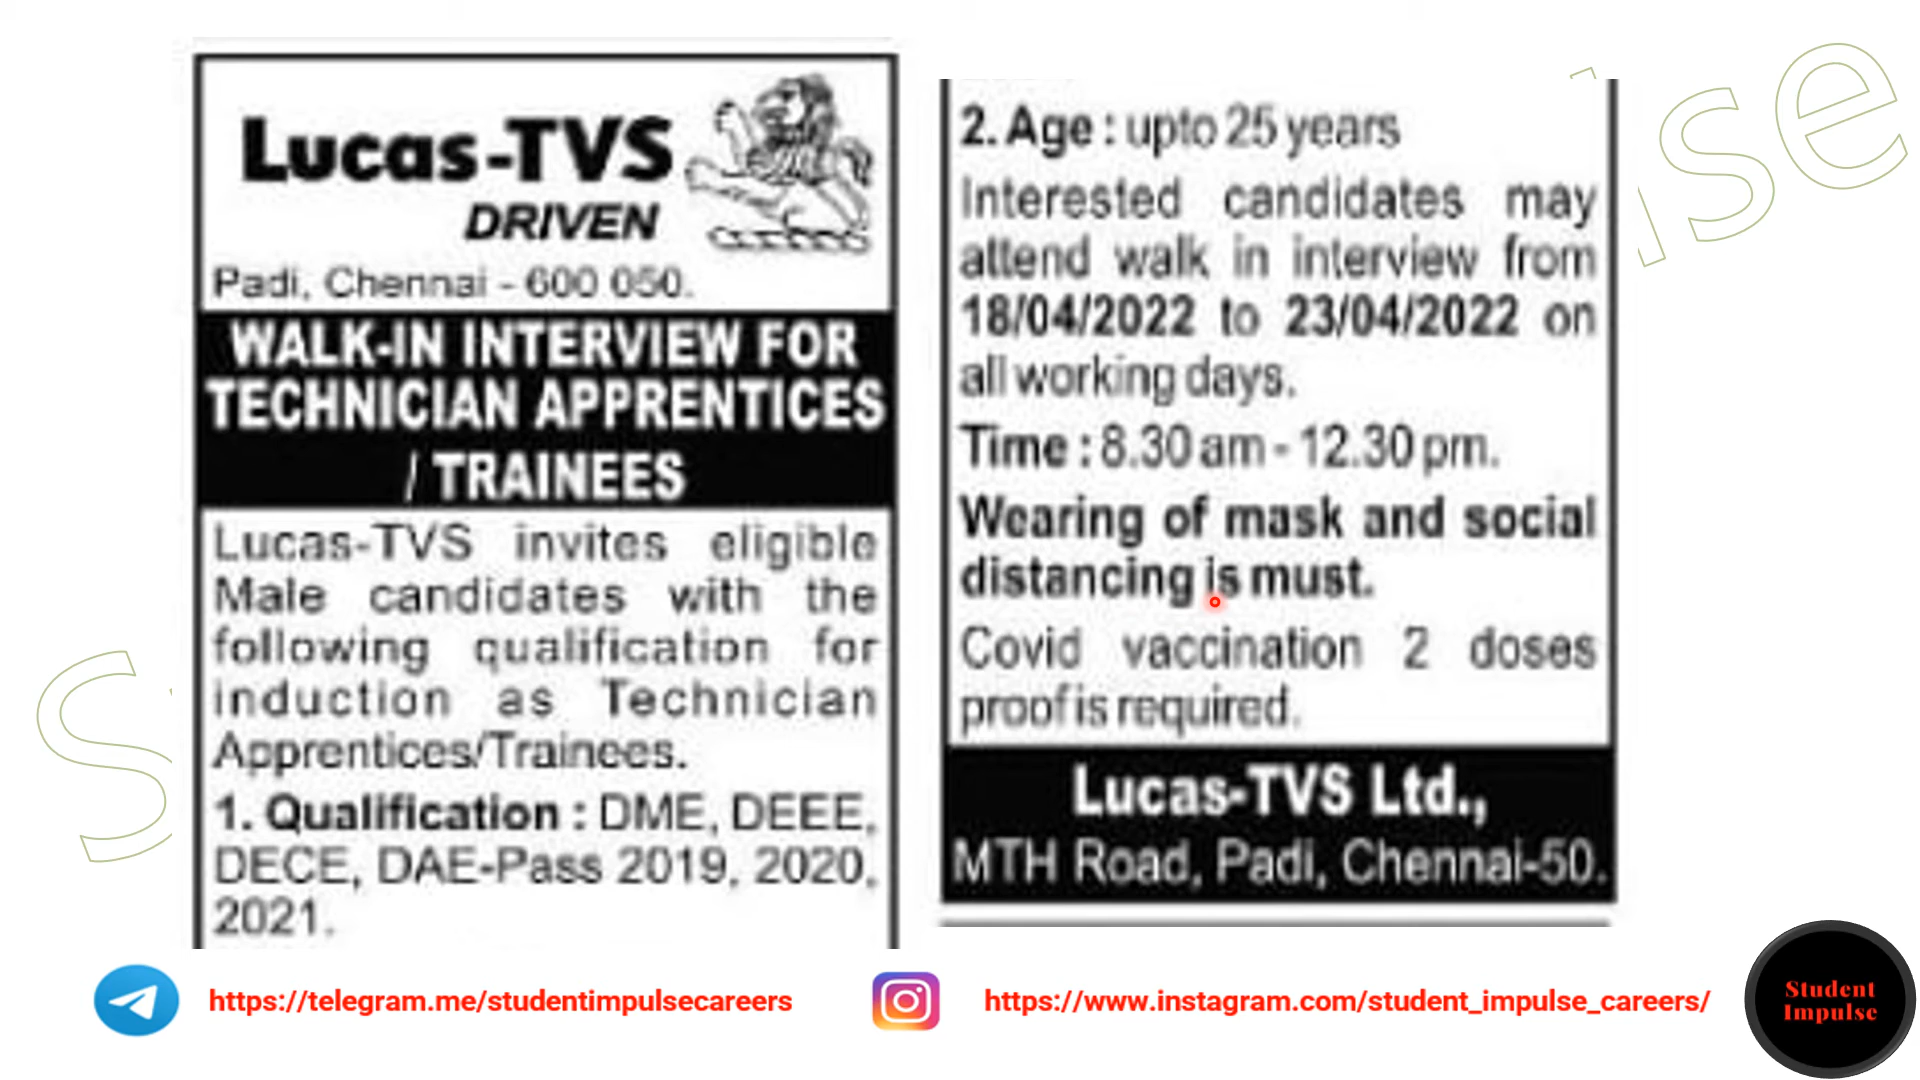 Lucas-TVS
DRIVEN
Padi, Chennai - 600 050.
WALK-IN INTERVIEW FOR
TECHNICIAN APPRENTICES
/ TRAINEES
Lucas-TVS invites eligible
Male candidates with the
following qualification for
induction as Technician
Apprentices/Trainees.
1. Qualification : DME, DEEE,
DECE, DAE-Pass 2019, 2020,
2021.
2. Age : upto 25 years
Interested candidates may
attend walk in interview from
18/04/2022 to 23/04/2022 on
all working days.
Time : 8.30 am - 12.30 pm.
Wearing of mask and social
distancing is must.
Covid vaccination 2 doses
proof is required.
Lucas-TVS Ltd.,
MTH Road, Padi, Chennai-50.
https://telegram.me/studentimpulsecareers
https://www.instagram.com/student_impulse_careers/
Student
Impulse